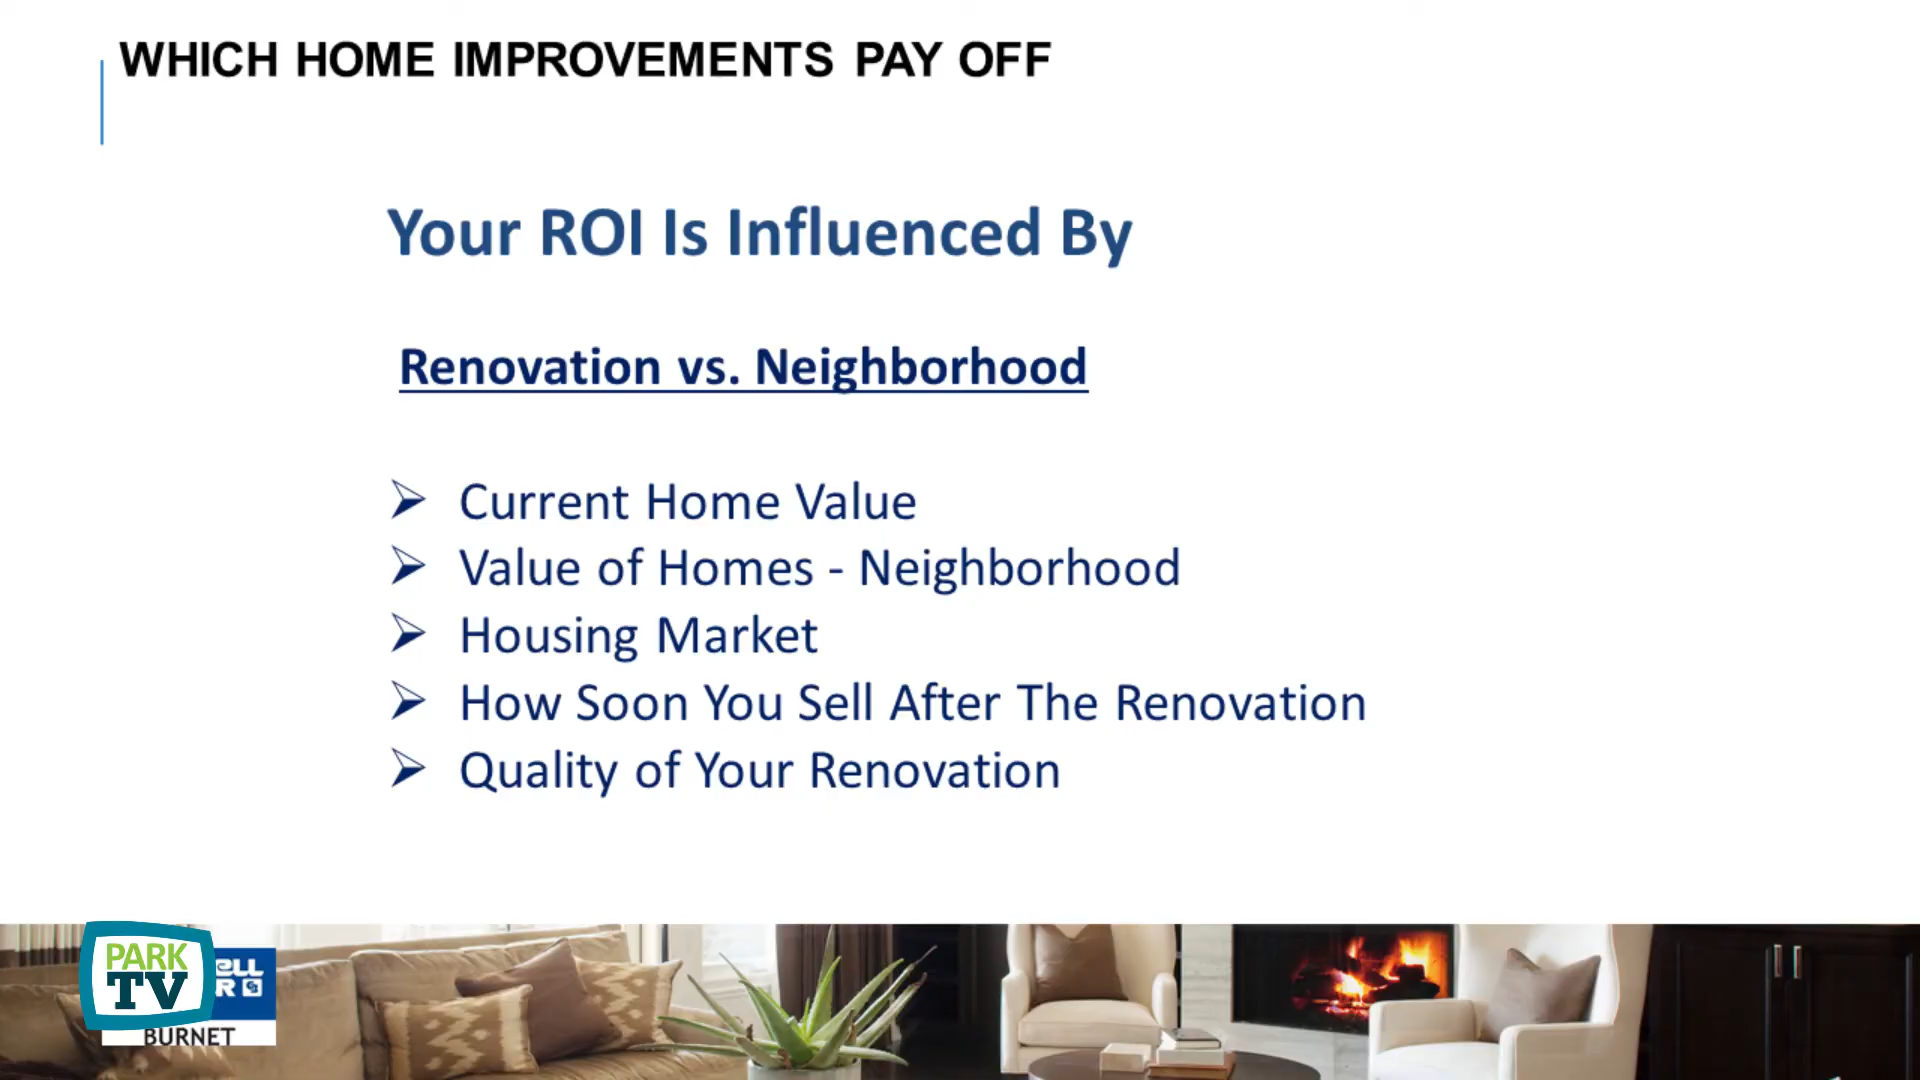 WHICH HOME IMPROVEMENTS PAY OFF
Your ROI Is Influenced By
Renovation vs. Neighborhood
Current Home Value
Value of Homes - Neighborhood
Housing Market
How Soon You Sell After The Renovation
Quality of Your Renovation
PARK
TV
BURNET